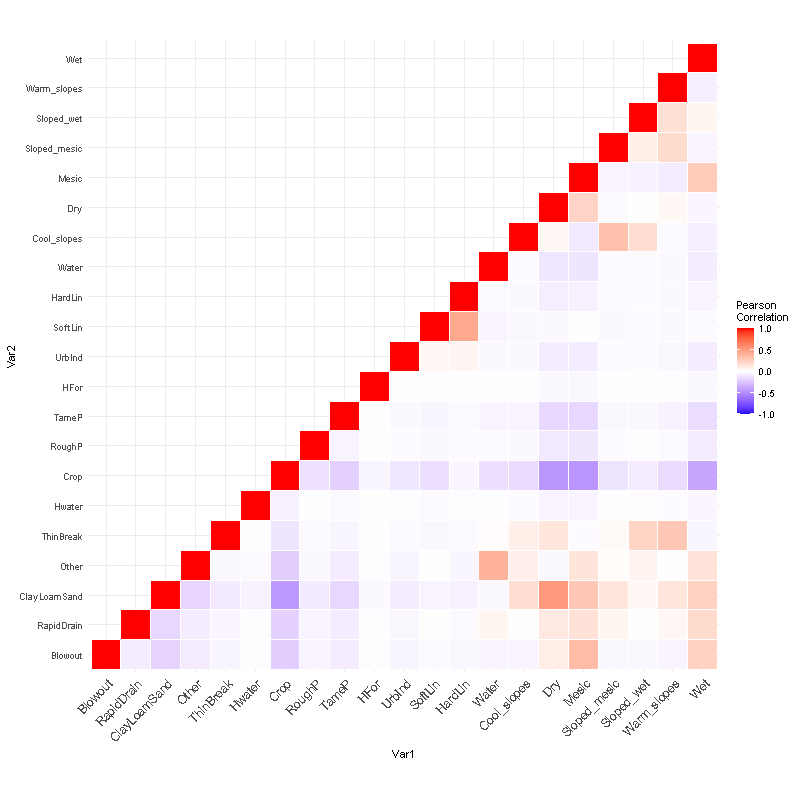 Wet
Warm_slopes
Sloped_wet
Sloped_mesic
Mesic
Dry
Cool_slopes
Water
HardLin
SoftLin
UrbInd
HFor
TameP
RoughP
Crop
Hwater
ThinBreak
Other
ClayLoamSand
RapidDrain
Blowout
Var2
Blowout
RapidDrain
ClayLoamSand
Other
ThinBreak
Hwater
Crop
RoughP
TameP
HFor
UrbInd
SoftLin
HardLin
Water
Cool_slopes
Dry
Mesic
Sloped_mesic
Sloped_wet
Warm_slopes
Wet
Var1
Pearson
Correlation
1.0
0.5
0.0
-0.5
-1.0